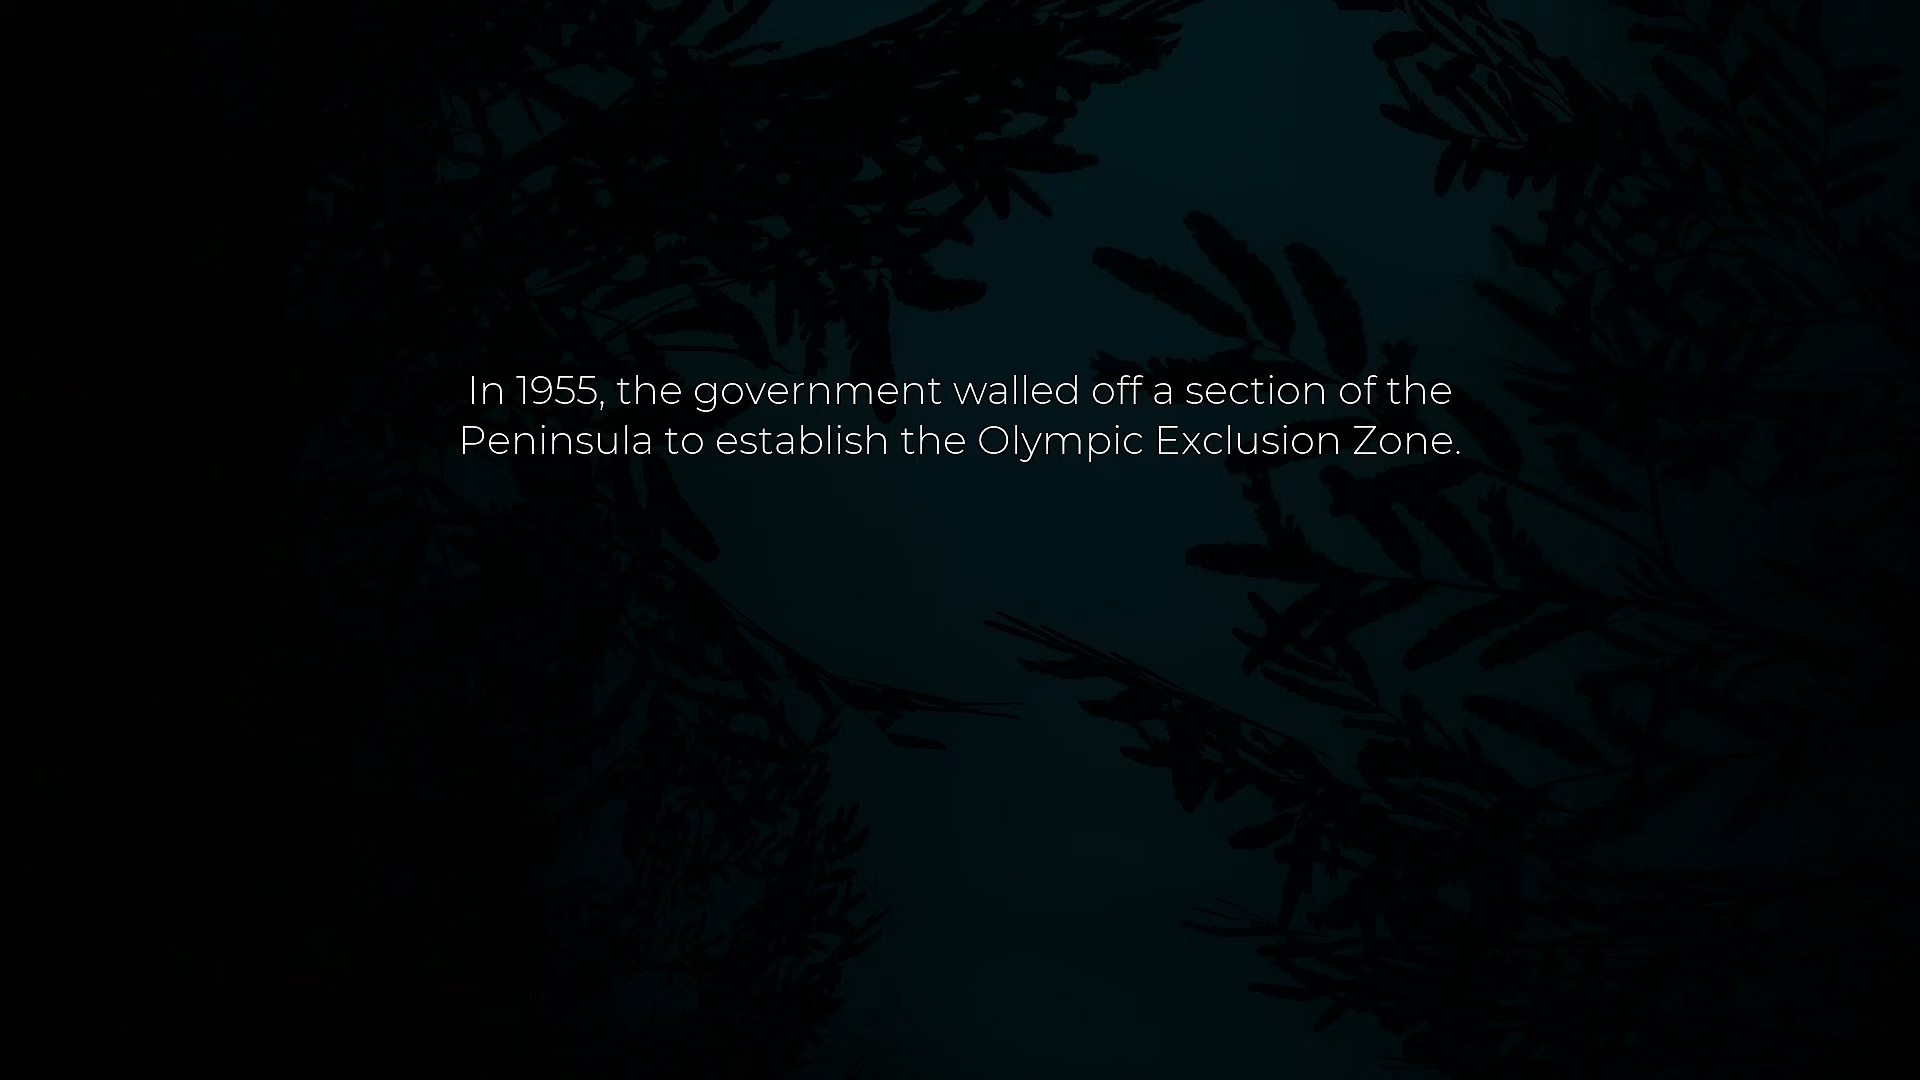 In 1955, the government walled off a section of the
Peninsula to establish the Olympic Exclusion Zone.